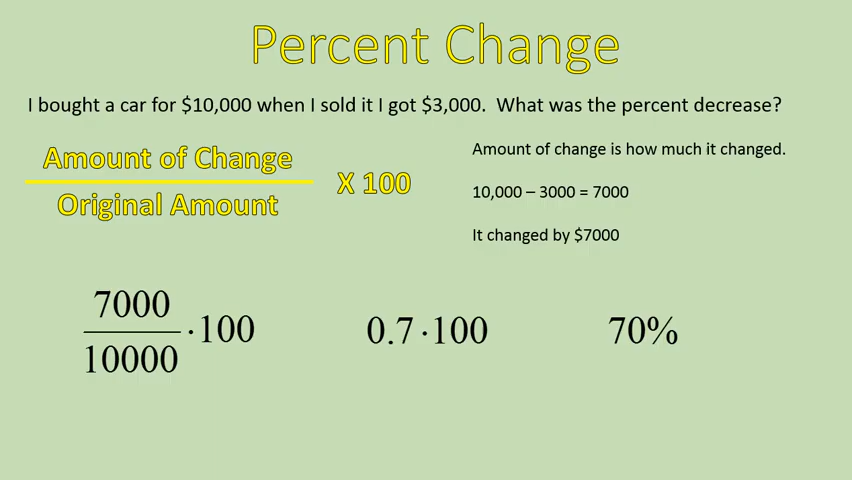 Percent Change
I bought a car for $10,000 when I sold it I got $3,000.  What was the percent decrease?
Amount of Change
Original Amount
X 100
Amount of change is how much it changed.
10,000 – 3000 = 7000
It changed by $7000
7000
10000
·100
0.7 ·100
70%